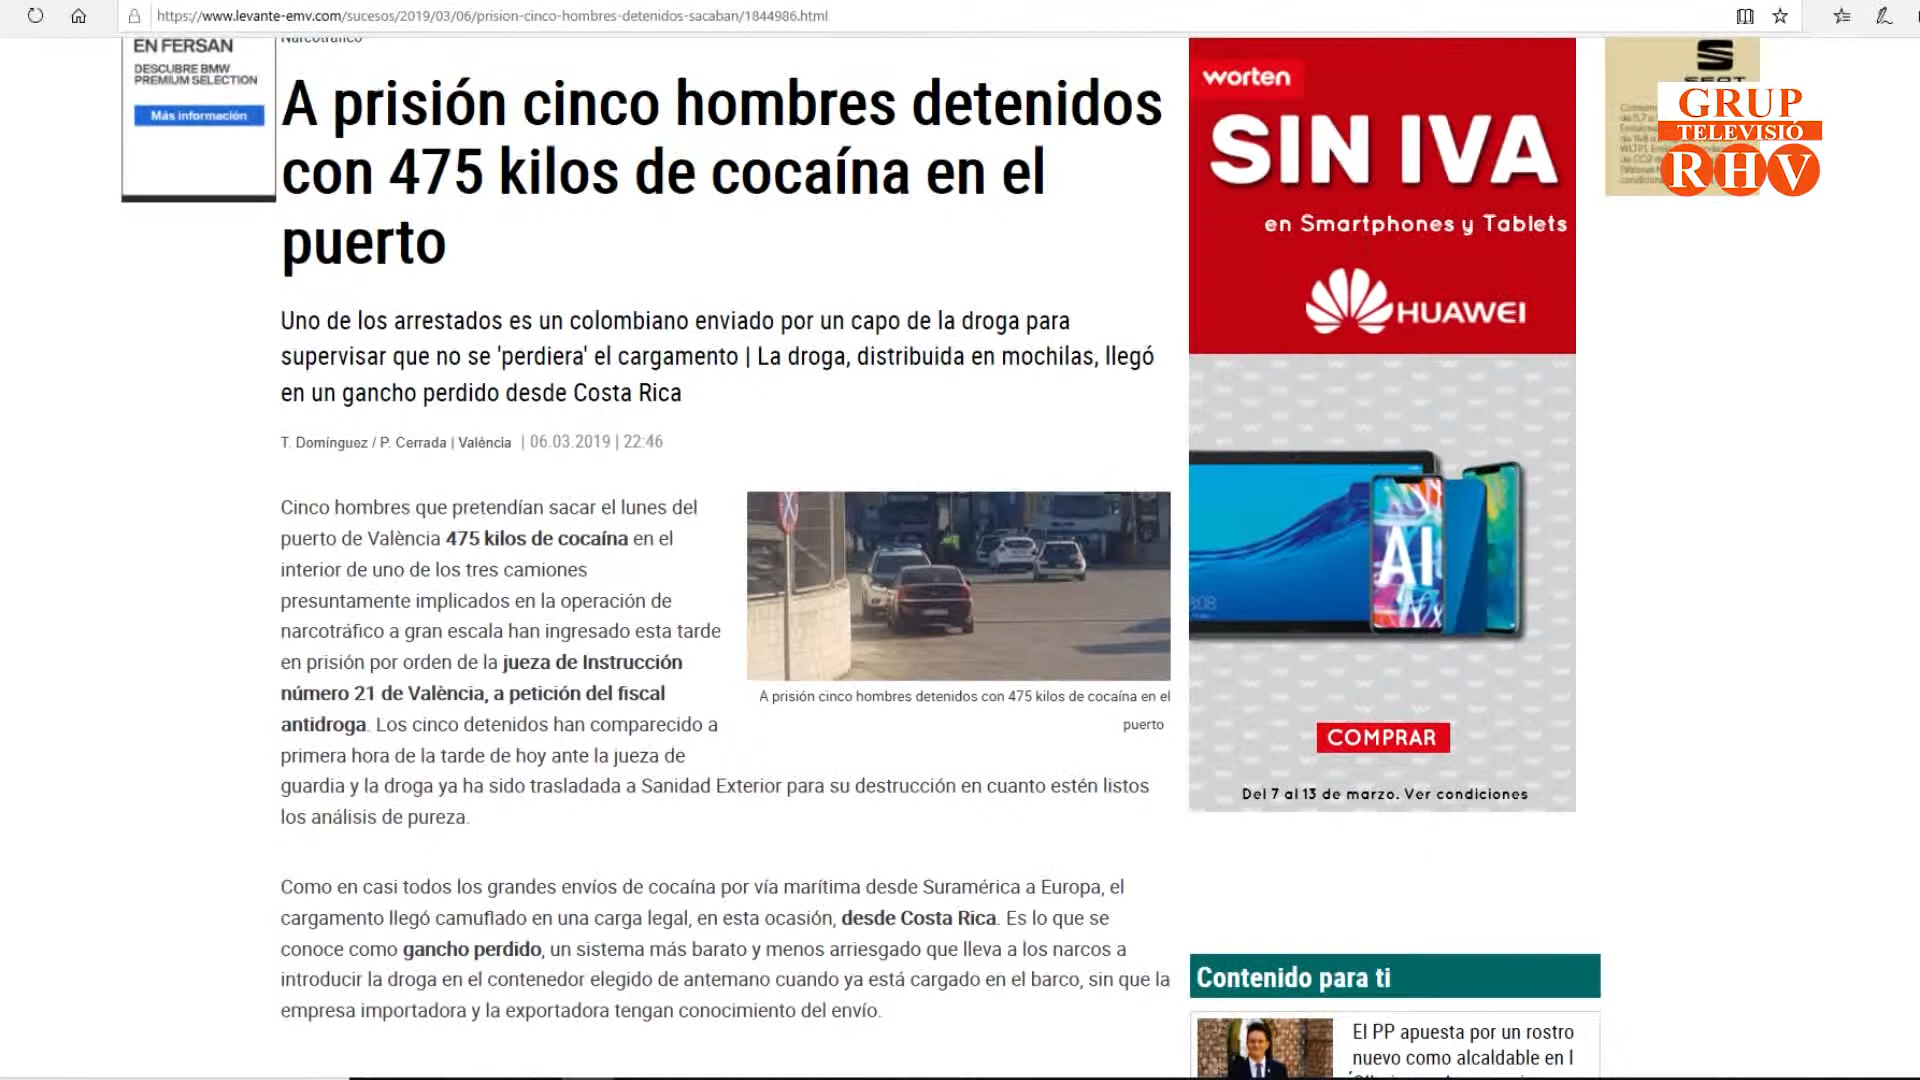 https://www.levante-emv.com/sucesos/2019/03/06/prision-cinco-hombres-detenidos-sacaban/1844986.html
EN FERSAN
DESCUBRE BMW
PREMIUM SELECTION
Más información
Narcotráfico
A prisión cinco hombres detenidos
con 475 kilos de cocaína en el
puerto
Uno de los arrestados es un colombiano enviado por un capo de la droga para
supervisar que no se 'perdiera' el cargamento | La droga, distribuida en mochilas, llegó
en un gancho perdido desde Costa Rica
T. Domínguez / P. Cerrada | València | 06.03.2019 | 22:46
Cinco hombres que pretendían sacar el lunes del
puerto de València 475 kilos de cocaína en el
interior de uno de los tres camiones
presuntamente implicados en la operación de
narcotráfico a gran escala han ingresado esta tarde
en prisión por orden de la jueza de Instrucción
número 21 de València, a petición del fiscal
antidroga. Los cinco detenidos han comparecido a
primera hora de la tarde de hoy ante la jueza de
guardia y la droga ya ha sido trasladada a Sanidad Exterior para su destrucción en cuanto estén listos
los análisis de pureza.
A prisión cinco hombres detenidos con 475 kilos de cocaína en el
puerto
Como en casi todos los grandes envíos de cocaína por vía marítima desde Suramérica a Europa, el
cargamento llegó camuflado en una carga legal, en esta ocasión, desde Costa Rica. Es lo que se
conoce como gancho perdido, un sistema más barato y menos arriesgado que lleva a los narcos a
introducir la droga en el contenedor elegido de antemano cuando ya está cargado en el barco, sin que la
empresa importadora y la exportadora tengan conocimiento del envío.
worten
SIN IVA
en Smartphones y Tablets
HUAWEI
AI
COMPRAR
Del 7 al 13 de marzo. Ver condiciones
Contenido para ti
El PP apuesta por un rostro
nuevo como alcaldable en l
SEAT
GRUP
TELEVISIÓ
RHV